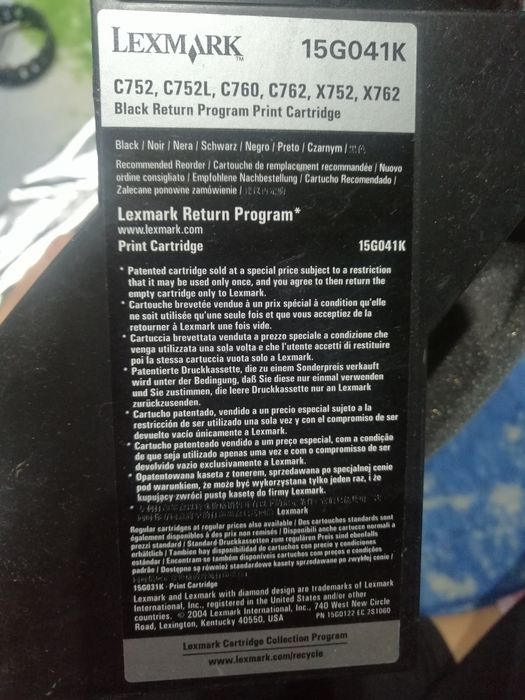 LEXMARK™ 15G041K
C752, C752L, C760, C762, X752, X762
Black Return Program Print Cartridge
Black / Noir / Nera / Schwarz / Negro / Preto / Czarnym /
Recommended Reorder / Cartouche de remplacement recommandée / Nuovo
ordine consigliato / Empfohlene Nachbestellung / Cartucho Recomendado /
Zalecane ponowne zamówienie /
Lexmark Return Program*
www.lexmark.com
Print Cartridge 15G041K
* Patented cartridge sold at a special price subject to a restriction
that it may be used only once, and you agree to then return the
empty cartridge only to Lexmark.
* Cartouche brevetée vendue à un prix spécial à condition qu'elle
ne soit utilisée qu'une seule fois et que vous acceptiez de la
retourner à Lexmark une fois vide.
* Cartuccia brevettata venduta a prezzo speciale a condizione che
venga utilizzata una sola volta e che l'utente accetti di restituire
poi la stessa cartuccia vuota solo a Lexmark.
* Patentierte Druckkassette, die zu einem Sonderpreis verkauft
wird unter der Bedingung, daß Sie diese nur einmal verwenden
und Sie zustimmen, die leere Druckkassette nur an Lexmark
zurückzusenden.
* Cartucho patentado, vendido a un precio especial sujeto a la
restricción de ser utilizado una sola vez y con el compromiso de ser
devuelto vacío únicamente a Lexmark.
* Cartucho patenteado vendido a um preço especial, com a condição
de que seja utilizado apenas uma vez e com o compromisso de ser
devolvido vazio exclusivamente a Lexmark.
* Opatentowana kaseta z tonerem, sprzedawana po specjalnej cenie
pod warunkiem, że może być wykorzystana tylko jeden raz, i że
kupujący zwróci pustą kasetę do firmy Lexmark.
* Lexmark
Regular cartridges at regular prices also available / Des cartouches standards sont
également disponibles à des prix non remisés / Disponibili anche cartucce normali a
prezzi standard / Standard Druckkassetten zum regulären Preis sind ebenfalls
erhältlich / Tambien hay disponibilidad de cartuchos con precio y condiciones
estándar / Encontram-se também disponíveis cartuchos com preços e condições
padrão / Dostępne są również standardowe kasety sprzedawane po zwykłej cenie /
15G031K - Print Cartridge
Lexmark and Lexmark with diamond design are trademarks of Lexmark
International, Inc., registered in the United States and/or other
countries. © 2004 Lexmark International, Inc., 740 West New Circle
Road, Lexington, Kentucky 40550, USA PN 15G0122 EC 2S1060
Lexmark Cartridge Collection Program
www.lexmark.com/recycle